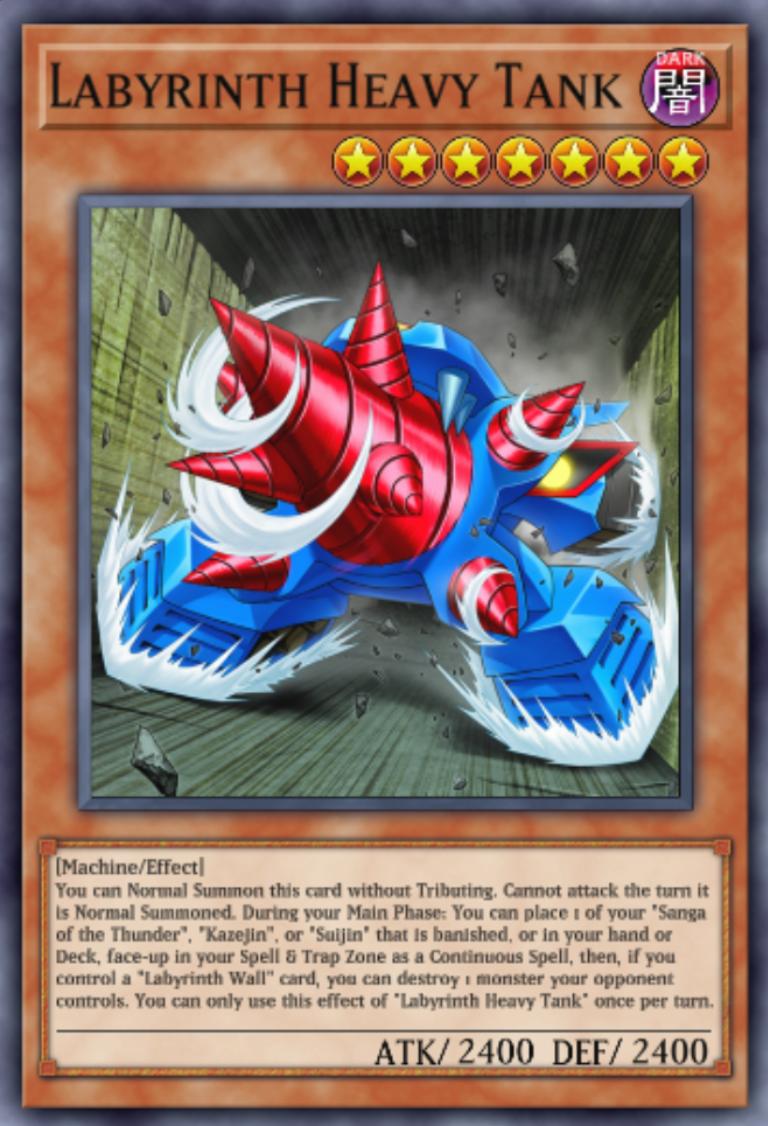 LABYRINTH HEAVY TANK
DARK
闇
[Machine/Effect]
You can Normal Summon this card without Tributing. Cannot attack the turn it
is Normal Summoned. During your Main Phase: You can place 1 of your "Sanga
of the Thunder", "Kazejin", or "Suijin" that is banished, or in your hand or
Deck, face-up in your Spell & Trap Zone as a Continuous Spell, then, if you
control a "Labyrinth Wall" card, you can destroy 1 monster your opponent
controls. You can only use this effect of "Labyrinth Heavy Tank" once per turn.
ATK/ 2400 DEF/ 2400